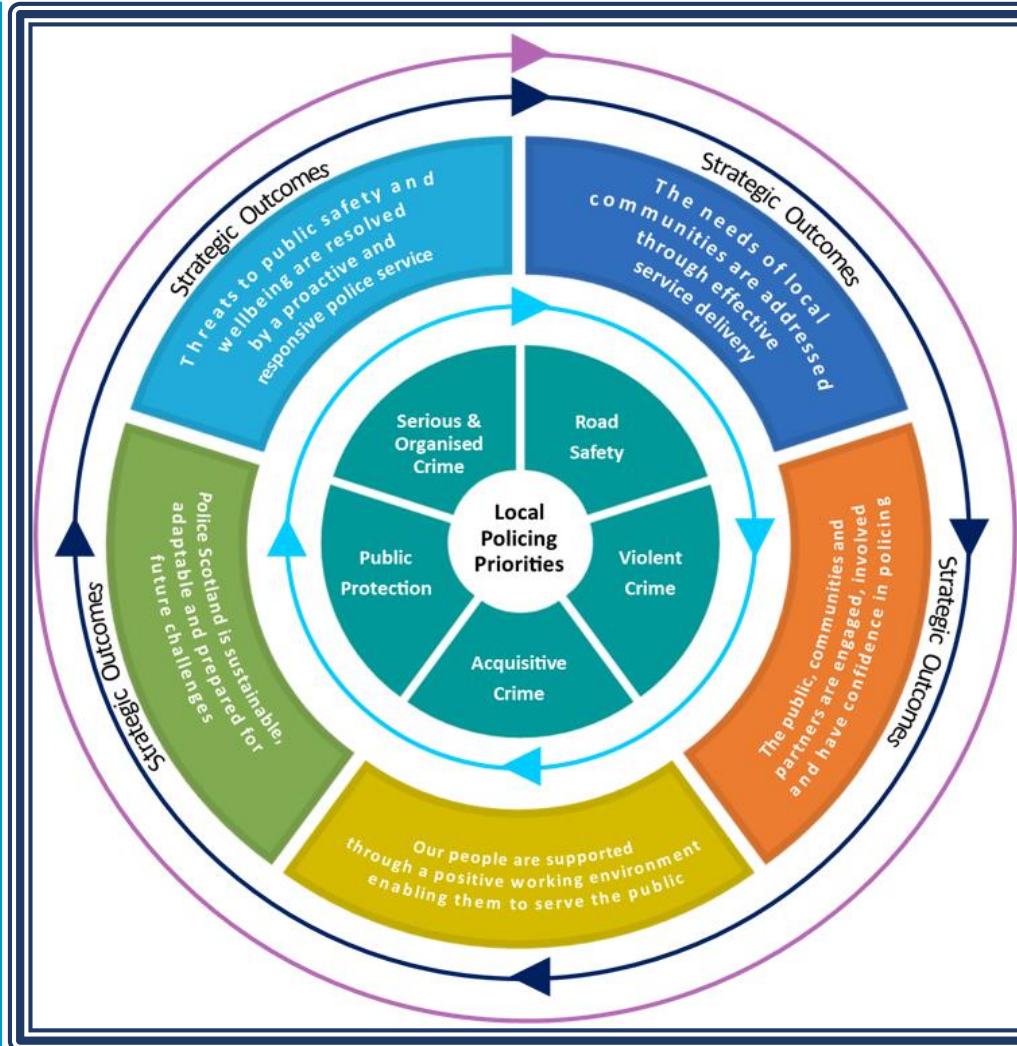 Strategic Outcomes
Threats to public safety and
wellbeing are resolved
by a proactive and
responsive police service
Strategic Outcomes
The needs of local
communities are addressed
through effective
service delivery
Strategic Outcomes
The public, communities and
partners are engaged, involved
and have confidence in policing
Our people are supported
through a positive working environment
enabling them to serve the public
Strategic Outcomes
Police Scotland is sustainable,
adaptable and prepared for
future challenges
Serious &
Organised
Crime
Road
Safety
Violent
Crime
Acquisitive
Crime
Public
Protection
Local
Policing
Priorities